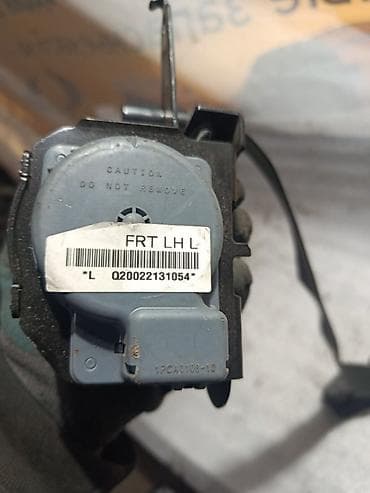 CAUTION
DO NOT REMOVE
FRT LH L
*L Q20022131054*